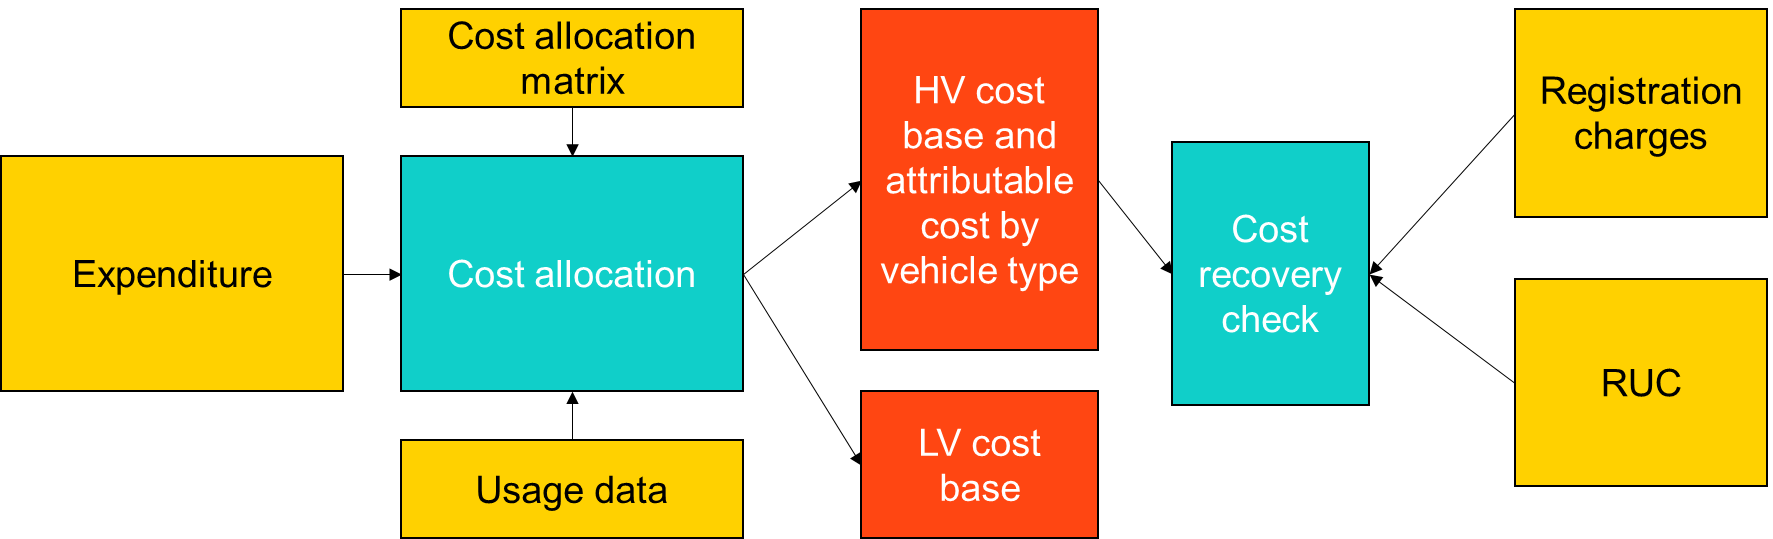 Cost allocation
matrix
Expenditure
Cost allocation
Usage data
HV cost
base and
attributable
cost by
vehicle type
LV cost
base
Cost
recovery
check
Registration
charges
RUC